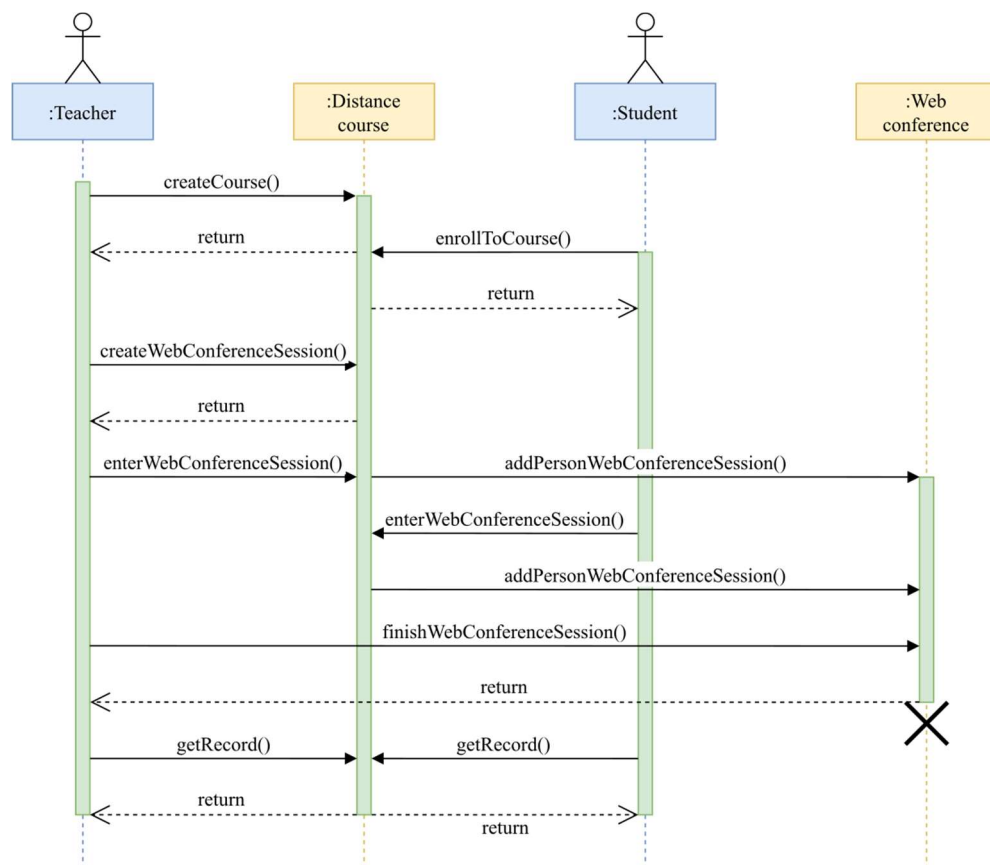 :Teacher
:Distance
course
:Student
:Web
conference
createCourse()
return
enrollToCourse()
return
createWebConferenceSession()
return
enterWebConferenceSession()
addPersonWebConferenceSession()
enterWebConferenceSession()
addPersonWebConferenceSession()
finishWebConferenceSession()
return
getRecord()
getRecord()
return
return